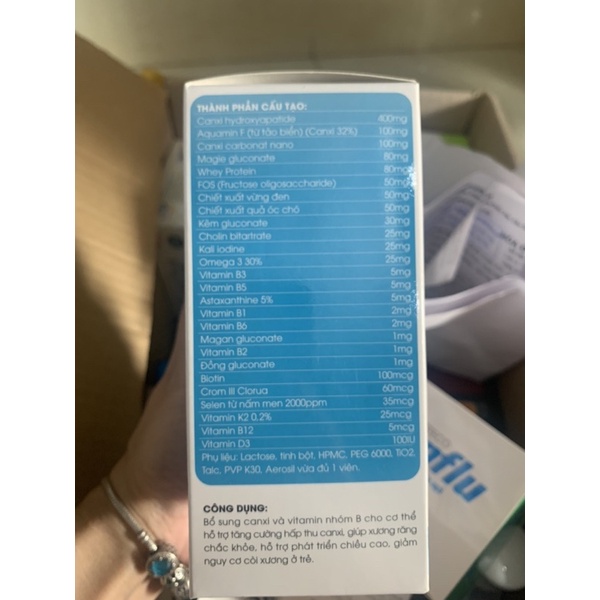 THÀNH PHẦN CẤU TẠO:
Canxi hydroxyapatide 400mg
Aquamin F (từ tảo biển) (Canxi 32%) 100mg
Canxi carbonat nano 100mg
Magie gluconate 80mg
Whey Protein 80mg
FOS (Fructose oligosaccharide) 50mg
Chiết xuất vừng đen 50mg
Chiết xuất quả óc chó 50mg
Kẽm gluconate 30mg
Cholin bitartrate 25mg
Kali iodine 25mg
Omega 3 30% 25mg
Vitamin B3 5mg
Vitamin B5 5mg
Astaxanthine 5% 5mg
Vitamin B1 2mg
Vitamin B6 2mg
Magan gluconate 1mg
Vitamin B2 1mg
Đồng gluconate 1mg
Biotin 100mcg
Crom III Clorua 60mcg
Selen từ nấm men 2000ppm 35mcg
Vitamin K2 0,2% 25mcg
Vitamin B12 5mcg
Vitamin D3 100IU
Phụ liệu: Lactose, tinh bột, HPMC, PEG 6000, TiO2,
Talc, PVP K30, Aerosil vừa đủ 1 viên.
CÔNG DỤNG:
Bổ sung canxi và vitamin nhóm B cho cơ thể
hỗ trợ tăng cường hấp thu canxi, giúp xương răng
chắc khỏe, hỗ trợ phát triển chiều cao, giảm
nguy cơ còi xương ở trẻ.
flu